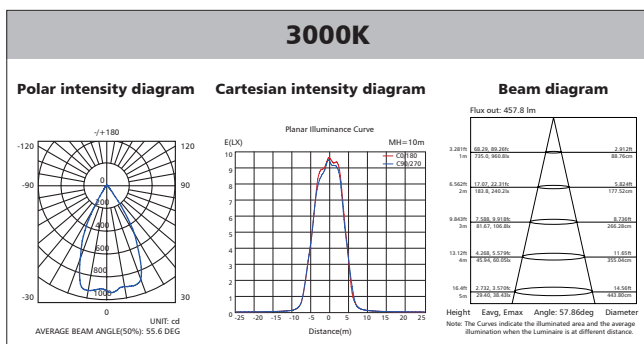 3000K
Polar intensity diagram
Cartesian intensity diagram
Beam diagram
-/+180
-120
120
-90
90
-30
30
0
0
200
400
600
800
1000
UNIT: cd
AVERAGE BEAM ANGLE(50%): 55.6 DEG
Planar Illuminance Curve
E(LX)
MH=10m
C0/180
C90/270
10
9
8
7
6
5
4
3
2
1
0
-25 -20 -15 -10 -5 0 5 10 15 20 25
Distance(m)
Flux out: 457.8 lm
3.281ft 68.29, 89.26fc 2.912ft
1m 735.0, 960.8lx 88.76cm
6.562ft 17.07, 22.31fc 5.824ft
2m 183.8, 240.2lx 177.52cm
9.843ft 7.588, 9.918fc 8.736ft
3m 81.67, 106.8lx 266.28cm
13.12ft 4.268, 5.579fc 11.65ft
4m 45.94, 60.05lx 355.04cm
16.4ft 2.732, 3.570fc 14.56ft
5m 29.40, 38.43lx 443.80cm
Height Eavg, Emax Angle: 57.86deg Diameter
Note: The Curves indicate the illuminated area and the average
illumination when the Luminaire is at different distance.